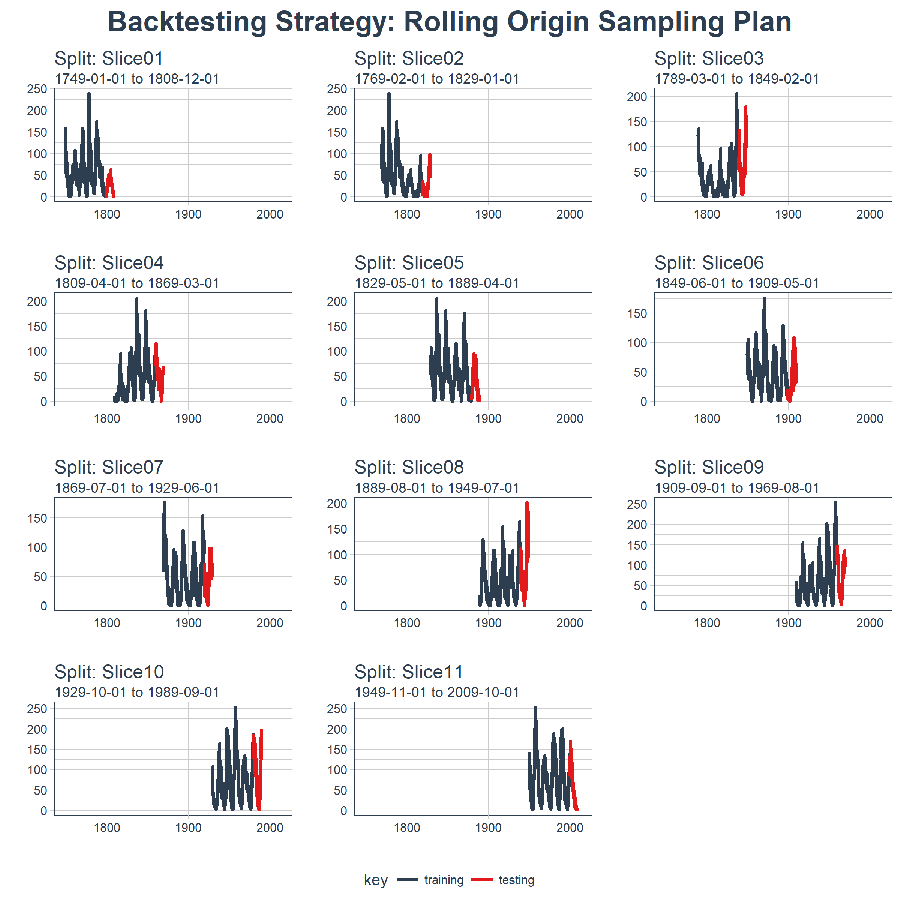 Backtesting Strategy: Rolling Origin Sampling Plan
Split: Slice01
1749-01-01 to 1808-12-01
250
200
150
100
50
0
1800 1900 2000
Split: Slice02
1769-02-01 to 1829-01-01
250
200
150
100
50
0
1800 1900 2000
Split: Slice03
1789-03-01 to 1849-02-01
200
150
100
50
0
1800 1900 2000
Split: Slice04
1809-04-01 to 1869-03-01
200
150
100
50
0
1800 1900 2000
Split: Slice05
1829-05-01 to 1889-04-01
200
150
100
50
0
1800 1900 2000
Split: Slice06
1849-06-01 to 1909-05-01
150
100
50
0
1800 1900 2000
Split: Slice07
1869-07-01 to 1929-06-01
150
100
50
0
1800 1900 2000
Split: Slice08
1889-08-01 to 1949-07-01
200
150
100
50
0
1800 1900 2000
Split: Slice09
1909-09-01 to 1969-08-01
250
200
150
100
50
0
1800 1900 2000
Split: Slice10
1929-10-01 to 1989-09-01
250
200
150
100
50
0
1800 1900 2000
Split: Slice11
1949-11-01 to 2009-10-01
250
200
150
100
50
0
1800 1900 2000
key training testing